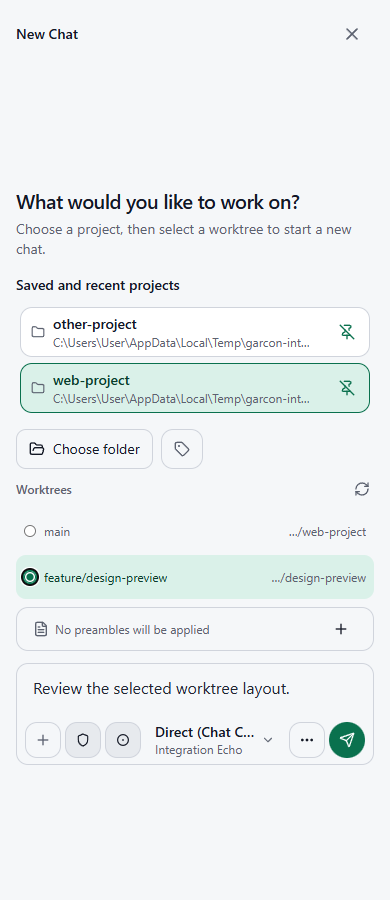 New Chat
What would you like to work on?
Choose a project, then select a worktree to start a new
chat.
Saved and recent projects
other-project
C:\Users\User\AppData\Local\Temp\garcon-int...
web-project
C:\Users\User\AppData\Local\Temp\garcon-int...
Choose folder
Worktrees
main .../web-project
feature/design-preview .../design-preview
No preambles will be applied
Review the selected worktree layout.
Direct (Chat C...
Integration Echo